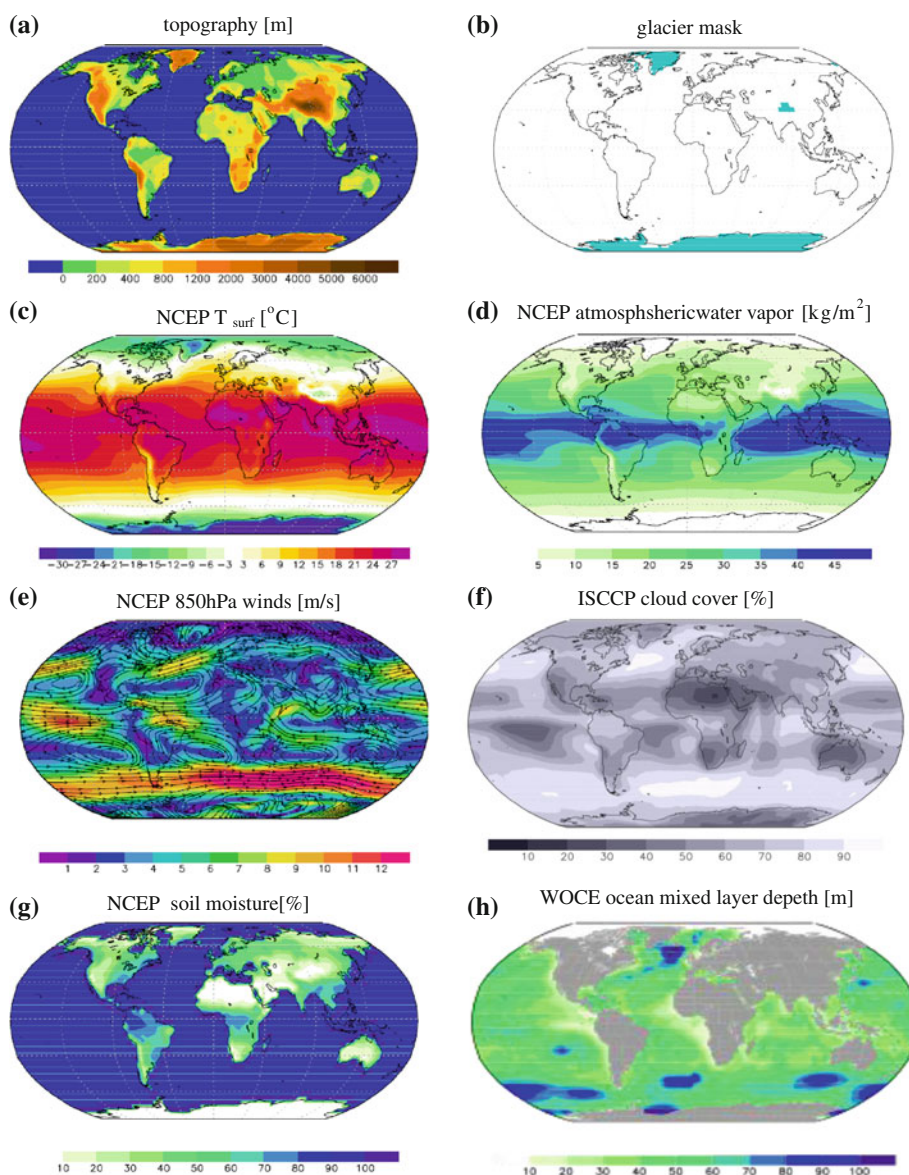 (a) topography [m]
0 200 400 800 1200 2000 3000 4000 5000 6000
(b) glacier mask
(c) NCEP T surf [°C]
-30-27-24-21-18-15-12-9 -6 -3 3 6 9 12 15 18 21 24 27
(d) NCEP atmosphshericwater vapor [kg/m²]
5 10 15 20 25 30 35 40 45
(e) NCEP 850hPa winds [m/s]
1 2 3 4 5 6 7 8 9 10 11 12
(f) ISCCP cloud cover [%]
10 20 30 40 50 60 70 80 90
(g) NCEP soil moisture[%]
10 20 30 40 50 60 70 80 90 100
(h) WOCE ocean mixed layer depeth [m]
10 20 30 40 50 60 70 80 90 100